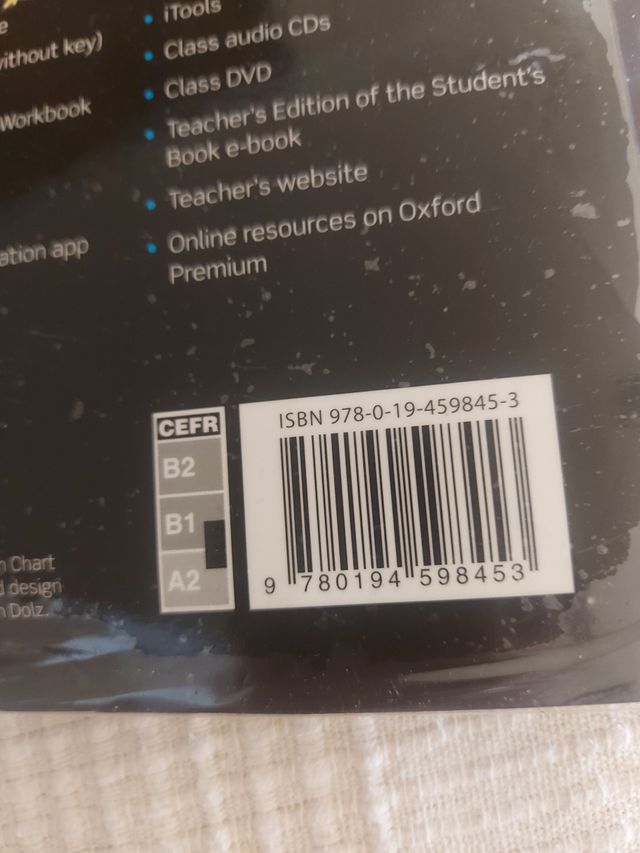 e
ithout key)
Workbook
ation app
• iTools
• Class audio CDs
• Class DVD
• Teacher's Edition of the Student's
Book e-book
• Teacher's website
• Online resources on Oxford
Premium
CEFR
B2
B1
A2
ISBN 978-0-19-459845-3
9 780194 598453
n Chart
d design
n Dolz.